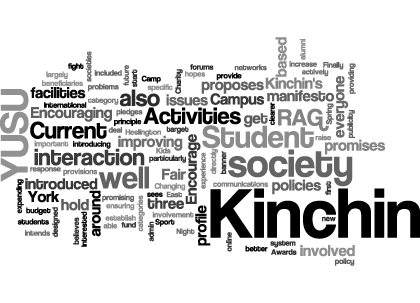 fight
societies
future
start
Camp
forums
networks
hopes
provide
based
increase
alumni
actively
Finally
providing
largely
beneficiaries
included
problems
specific
Charity
facilities
category
also
issues
proposes
Kinchin's
Campus
manifesto
everyone
International
pledges
Encouraging
principle
Activities
get
RAG
clearer
Spring
publicity
YUSU
Current
deal
Heslington
target
improving
Student
raise
promises
Important
introducing
interaction
Kids
particularly
Encourage
experience
directly
banner
society
response
provisions
well
Fair
Changing
communications
policies
first
expanding
introduced
promising
ensuring
sees
East
categories
three
involvement
profile
Kinchin
new
York
hold
around
establish
able
fund
admin
Sport
Night
budget
students
intends
designed
believes
interested
online
better
system
Awards
involved
policy